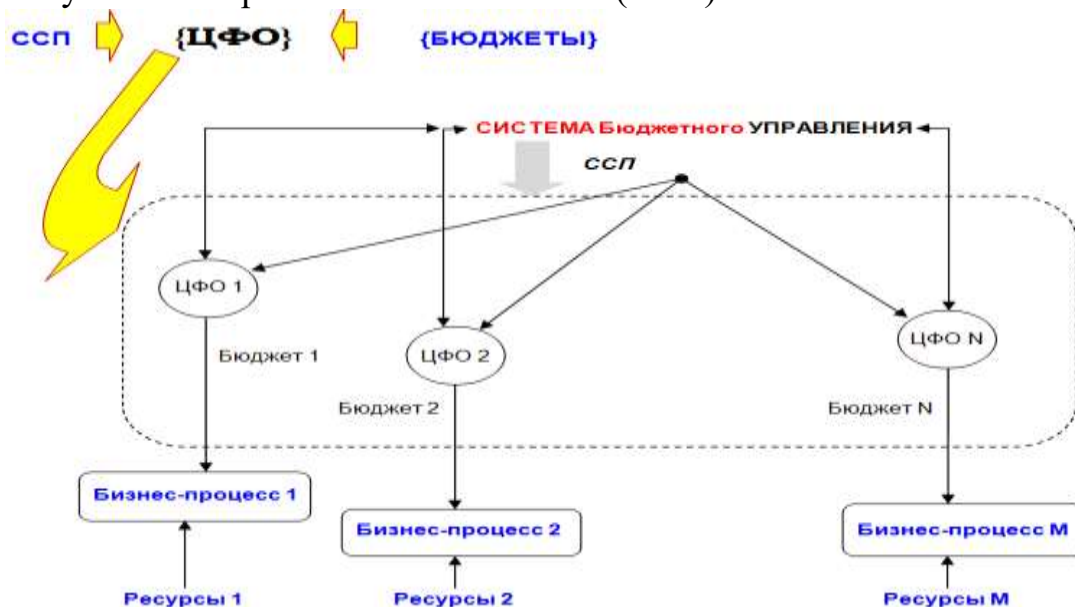 ССП {ЦФО} {БЮДЖЕТЫ}
СИСТЕМА Бюджетного УПРАВЛЕНИЯ
ССП
ЦФО 1
ЦФО 2
ЦФО N
Бюджет 1
Бюджет 2
Бюджет N
Бизнес-процесс 1
Бизнес-процесс 2
Бизнес-процесс M
Ресурсы 1
Ресурсы 2
Ресурсы M